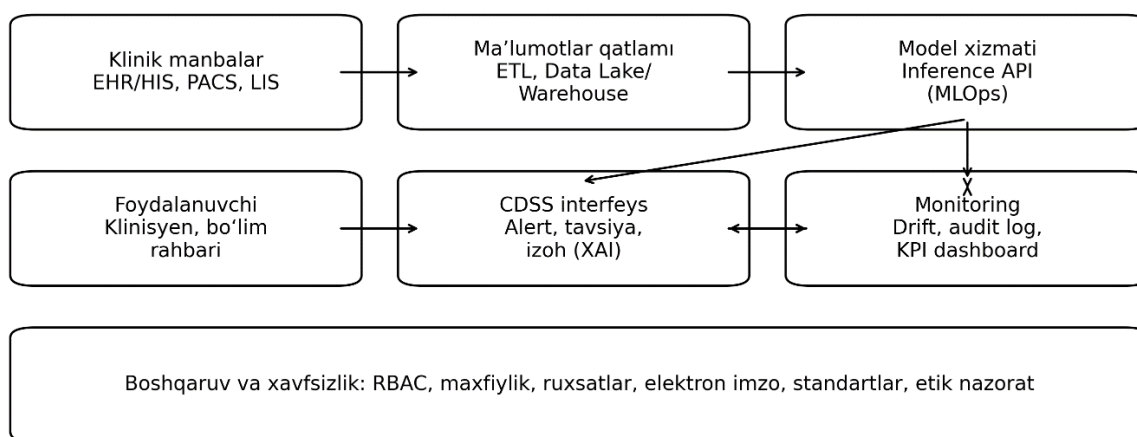 Klinik manbalar
EHR/HIS, PACS, LIS
Ma’lumotlar qatlamı
ETL, Data Lake/
Warehouse
Model xizmati
Inference API
(MLOps)
Foydalanuvchi
Klinisyen, bo‘lim
rahbari
CDSS interfeys
Alert, tavsiya,
izoh (XAI)
Monitoring
Drift, audit log,
KPI dashboard
Boshqaruv va xavfsizlik: RBAC, maxfiylik, ruxsatlar, elektron imzo, standartlar, etik nazorat